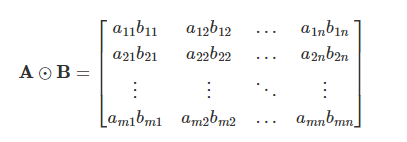 a₁₁b₁₁ a₁₂b₁₂ … a₁ₙb₁ₙ
a₂₁b₂₁ a₂₂b₂₂ … a₂ₙb₂ₙ
A ⊙ B =
⋮ ⋮ ⋱ ⋮
aₘ₁bₘ₁ aₘ₂bₘ₂ … aₘₙbₘₙ